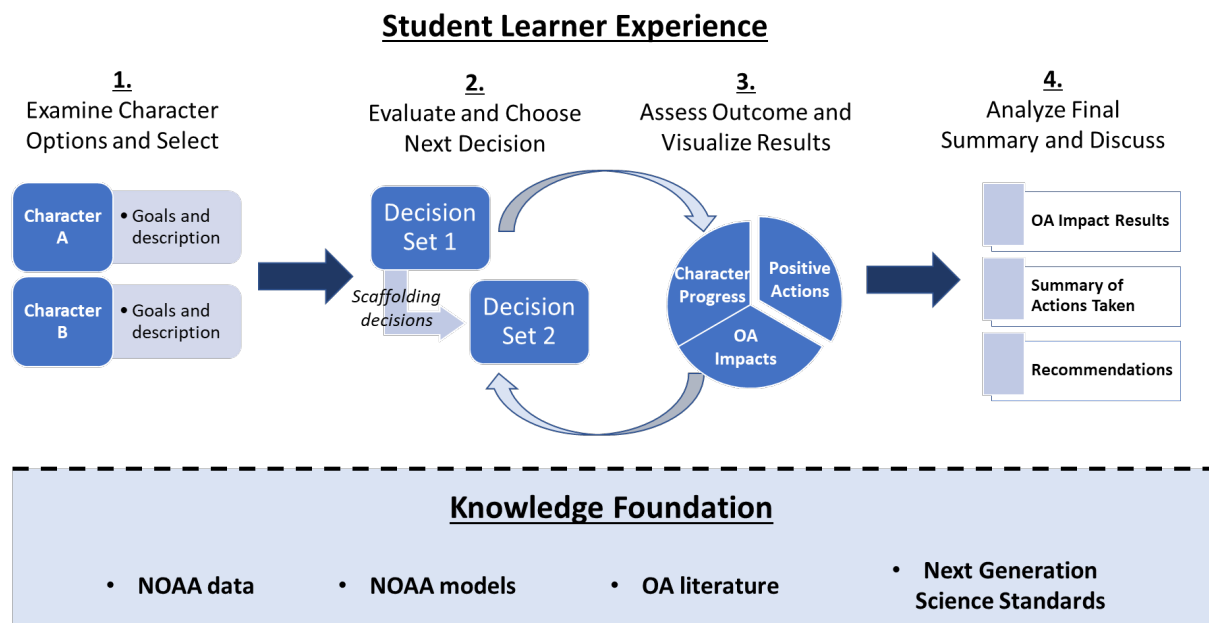 Student Learner Experience
1.
Examine Character
Options and Select
2.
Evaluate and Choose
Next Decision
3.
Assess Outcome and
Visualize Results
4.
Analyze Final
Summary and Discuss
Character
A
• Goals and
description
Character
B
• Goals and
description
Decision
Set 1
Scaffolding
decisions
Decision
Set 2
Character
Progress
Positive
Actions
OA
Impacts
OA Impact Results
Summary of
Actions Taken
Recommendations
Knowledge Foundation
• NOAA data
• NOAA models
• OA literature
• Next Generation
Science Standards